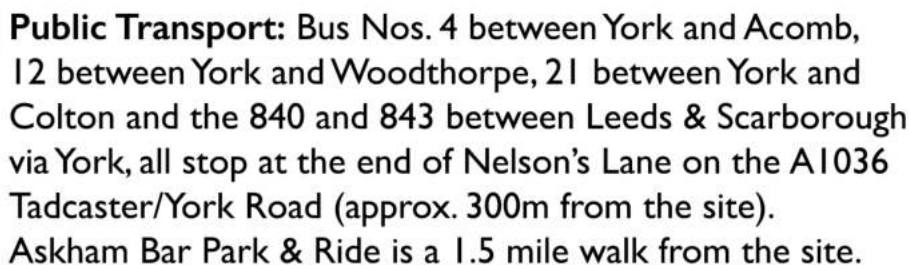 Public Transport: Bus Nos. 4 between York and Acomb,
12 between York and Woodthorpe, 21 between York and
Colton and the 840 and 843 between Leeds & Scarborough
via York, all stop at the end of Nelson's Lane on the A1036
Tadcaster/York Road (approx. 300m from the site).
Askham Bar Park & Ride is a 1.5 mile walk from the site.